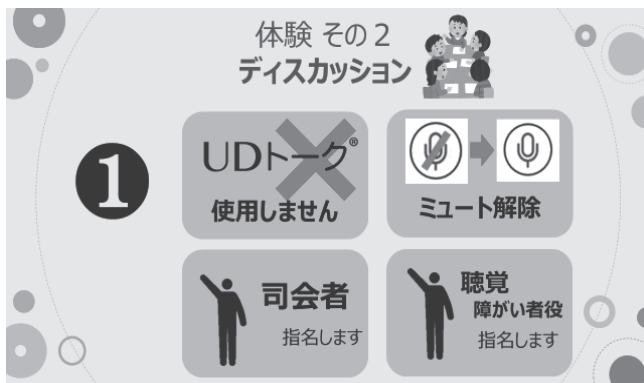 体験 その2
ディスカッション
❶
UDトーク®
使用しません
ミュート解除
司会者
指名します
聴覚
障がい者役
指名します